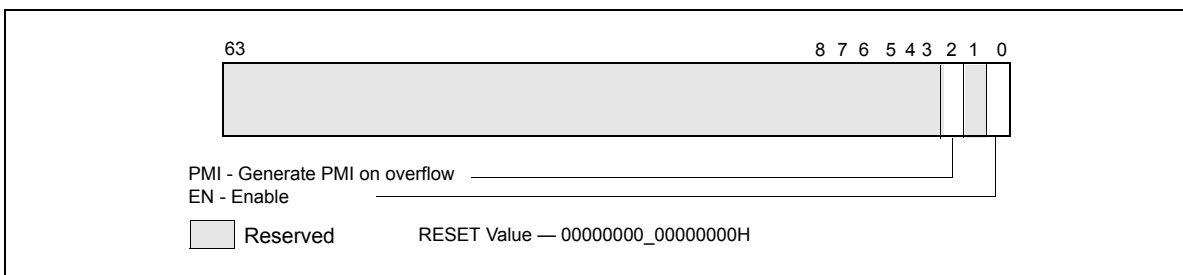 63 8 7 6 5 4 3 2 1 0
PMI - Generate PMI on overflow
EN - Enable
Reserved RESET Value — 00000000_00000000H